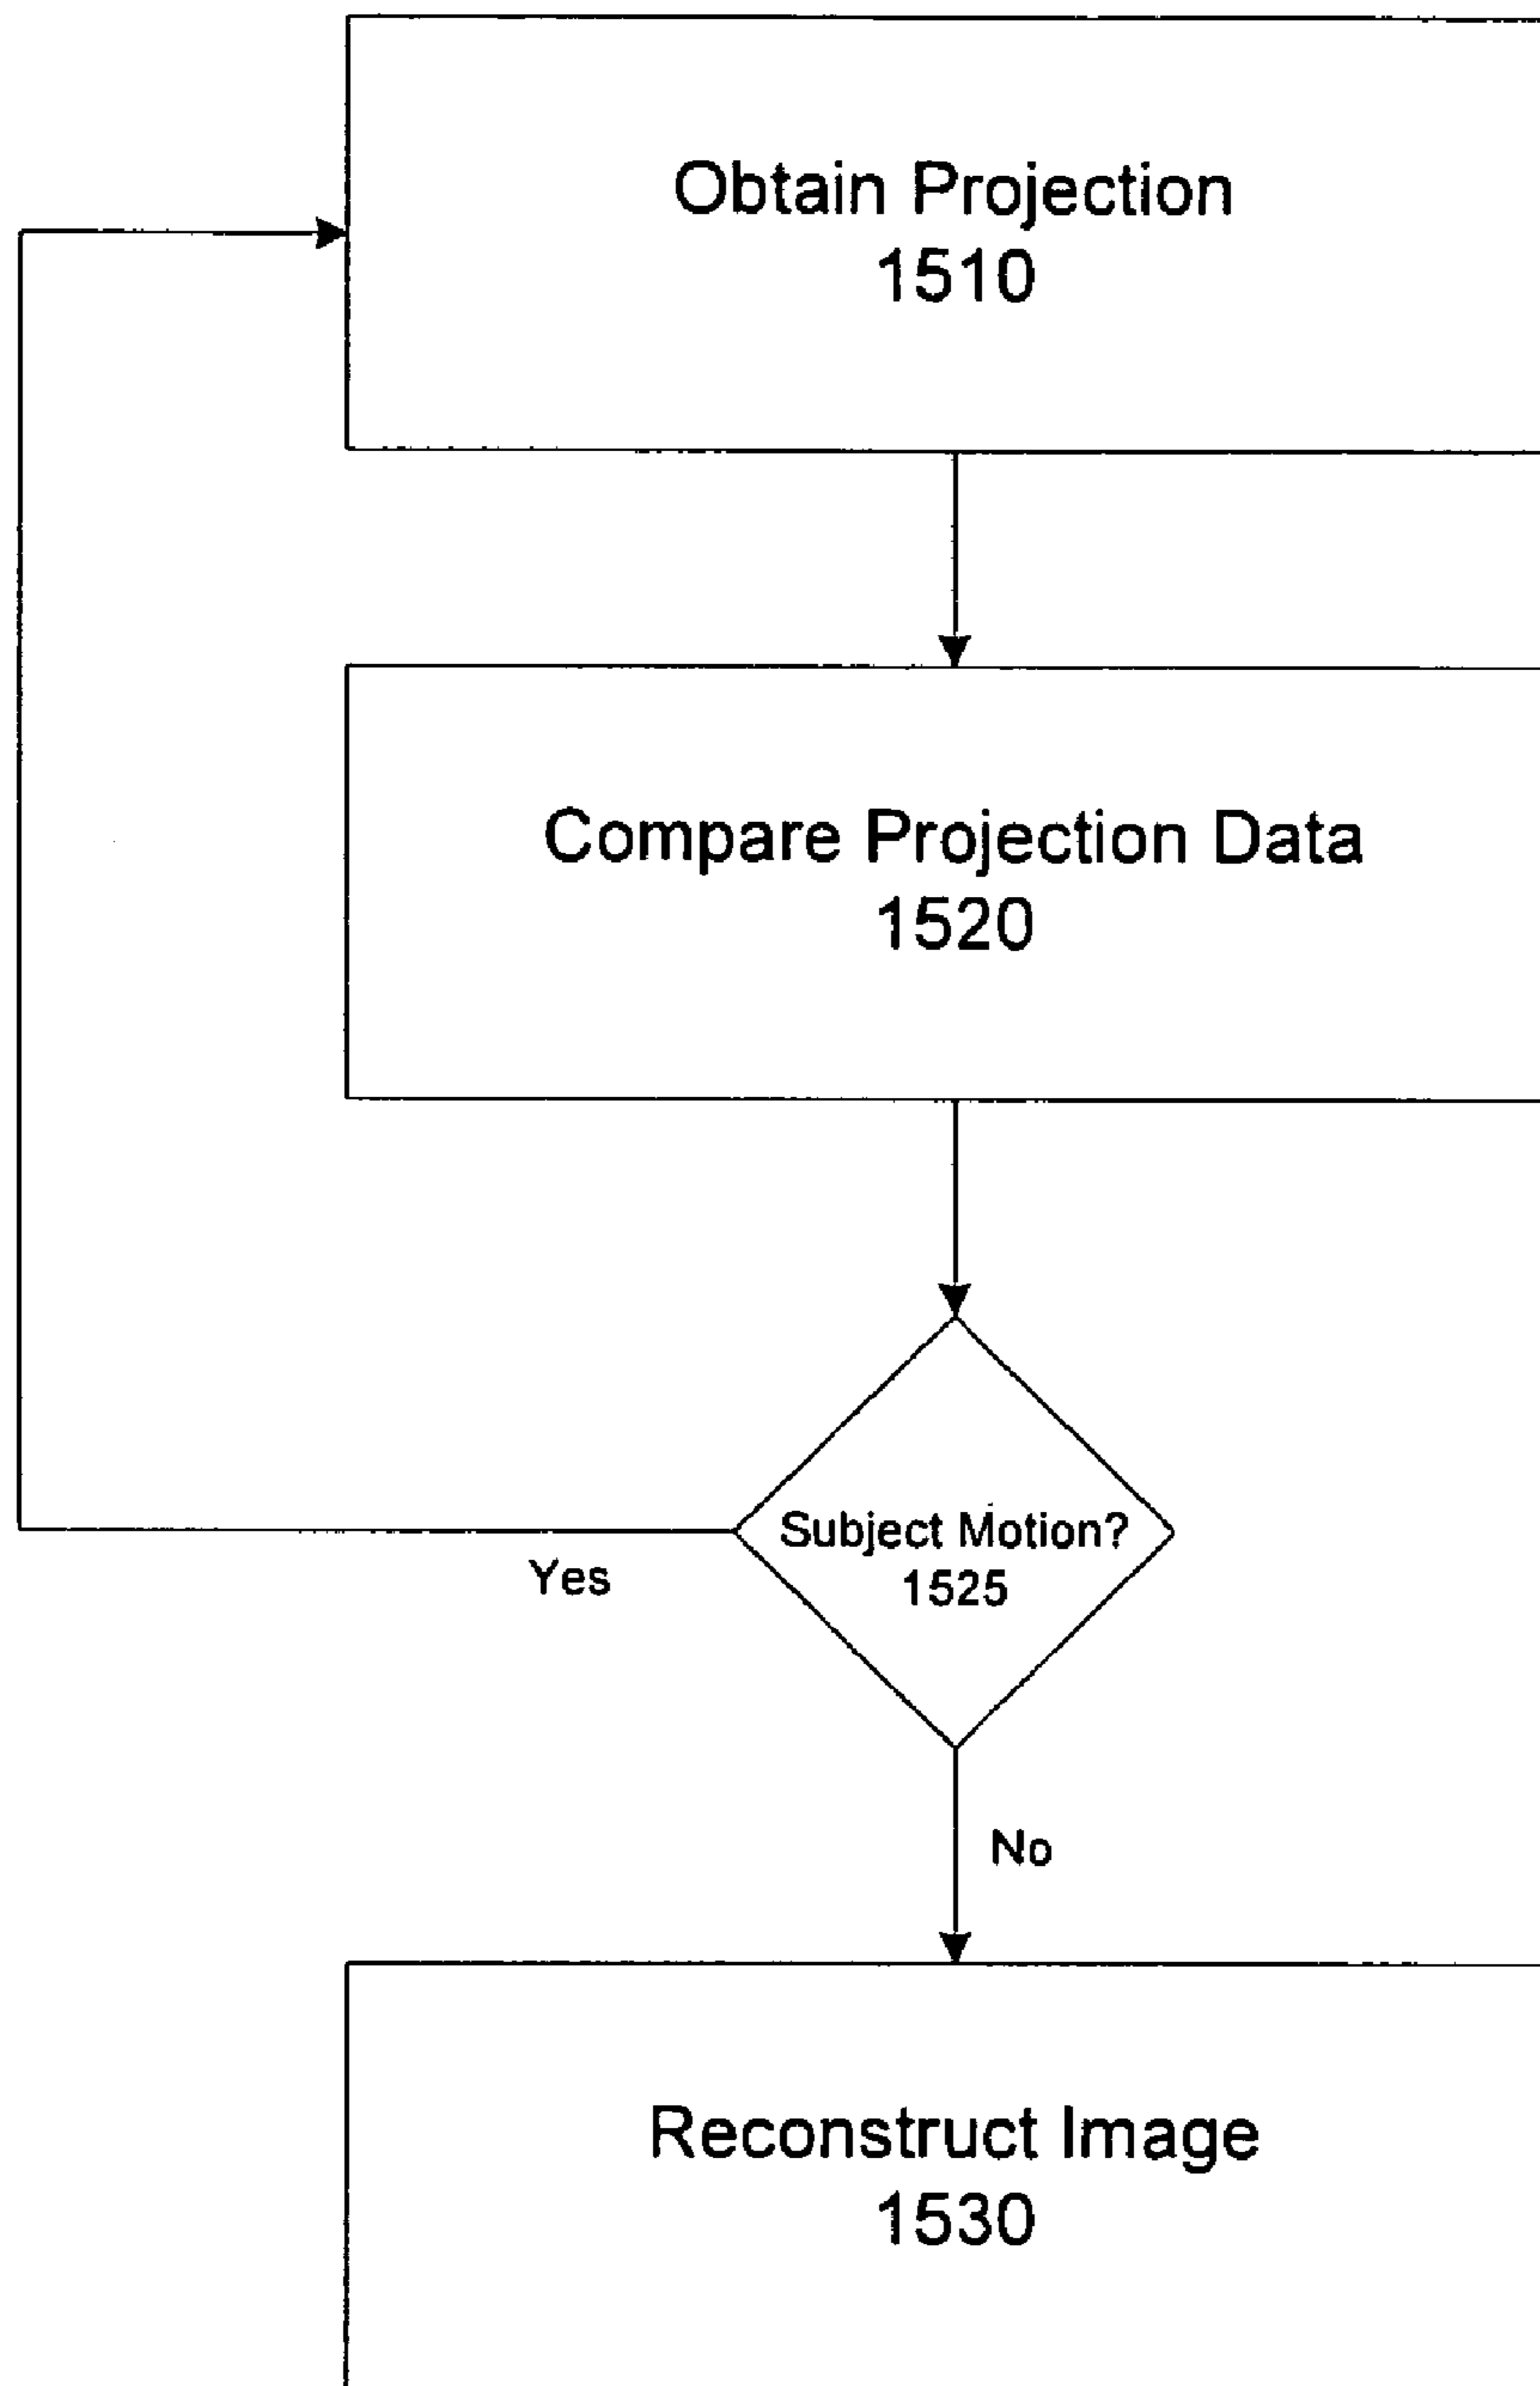 Obtain Projection
1510
Compare Projection Data
1520
Subject Motion?
1525
Yes
No
Reconstruct Image
1530